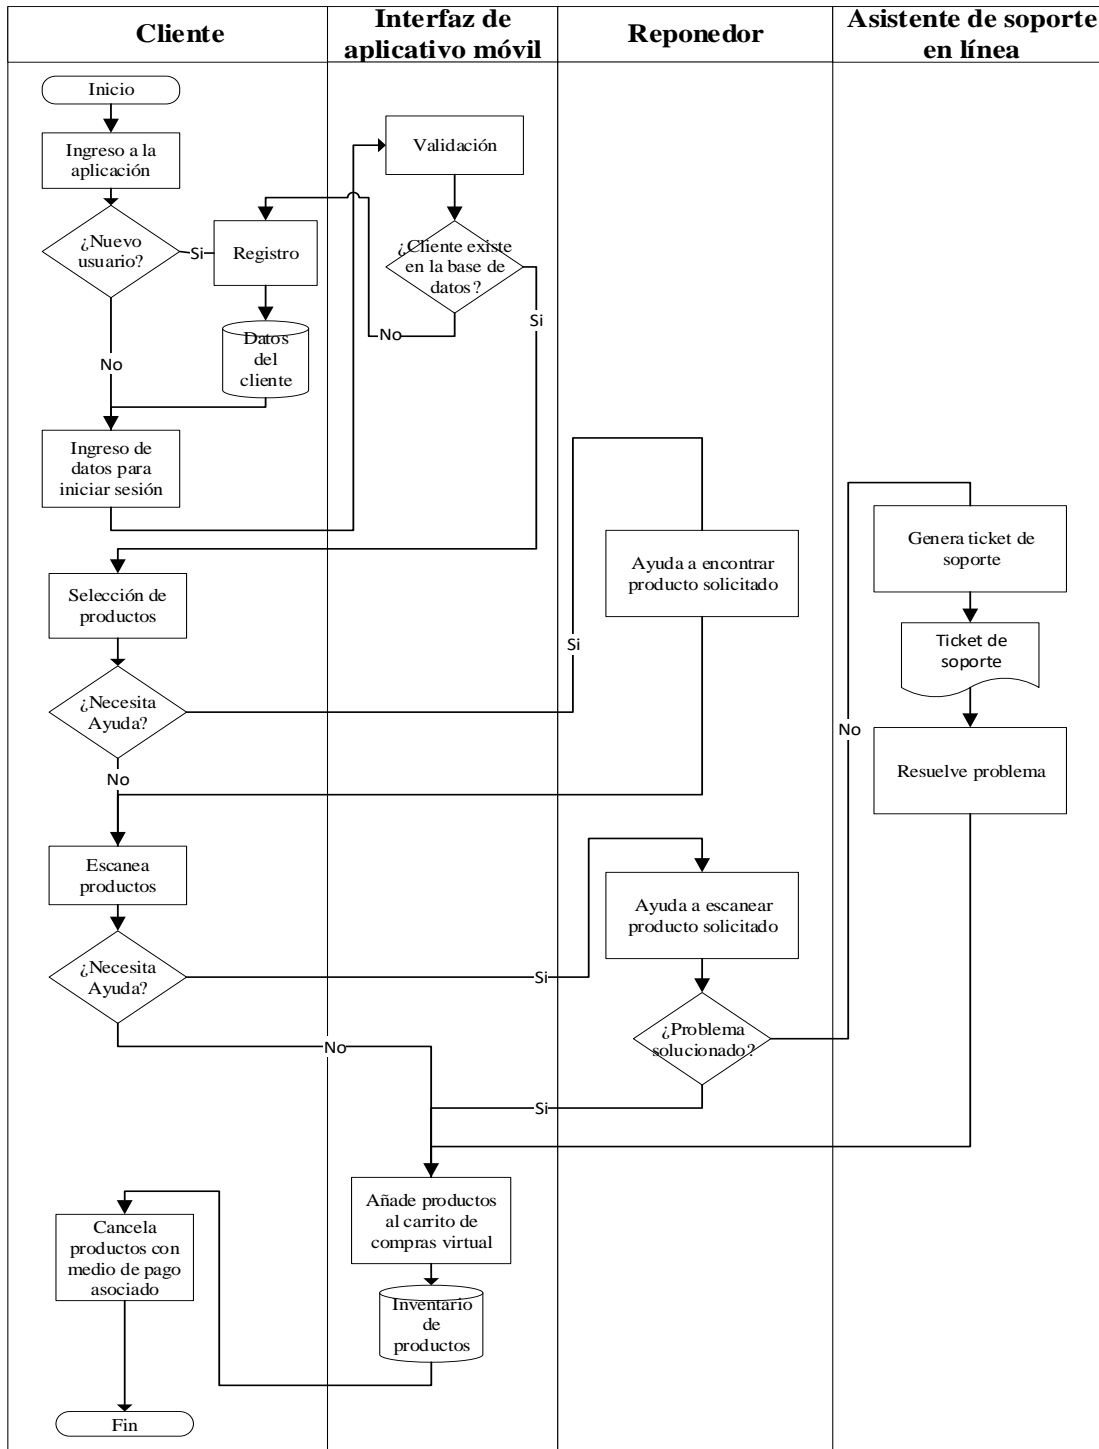 Cliente
Interfaz de
aplicativo móvil
Reponedor
Asistente de soporte
en línea
Inicio
Ingreso a la
aplicación
¿Nuevo
usuario?
Si
Registro
Datos
del
cliente
No
Ingreso de
datos para
iniciar sesión
Validación
¿Cliente existe
en la base de
datos?
No
Si
Selección de
productos
¿Necesita
Ayuda?
Si
No
Ayuda a encontrar
producto solicitado
Escanea
productos
¿Necesita
Ayuda?
Si
No
Ayuda a escanear
producto solicitado
¿Problema
solucionado?
Si
No
Genera ticket de
soporte
Ticket de
soporte
Resuelve problema
Añade productos
al carrito de
compras virtual
Inventario
de
productos
Cancela
productos con
medio de pago
asociado
Fin